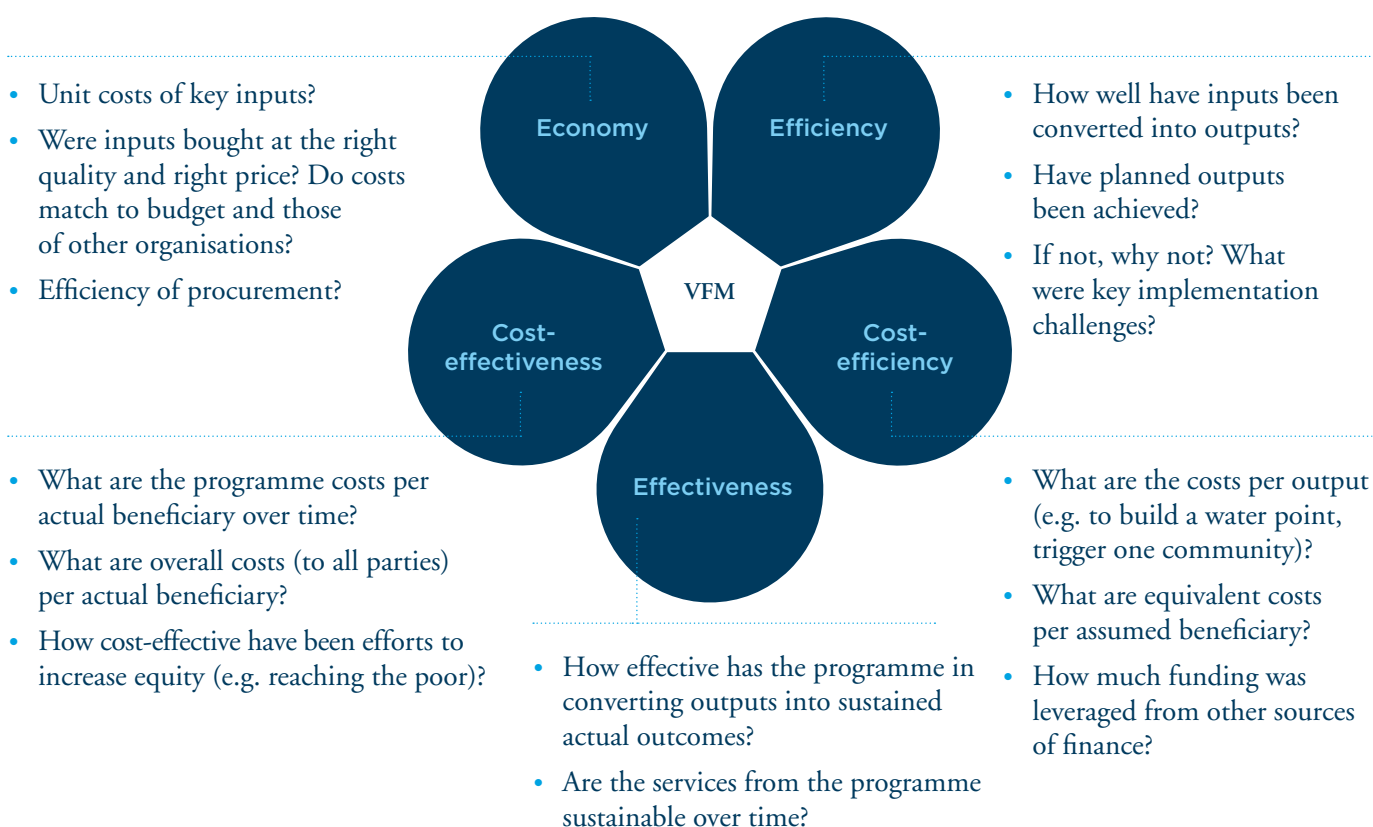 Economy
Efficiency
VFM
Cost-
effectiveness
Cost-
efficiency
Effectiveness
• Unit costs of key inputs?
• Were inputs bought at the right
quality and right price? Do costs
match to budget and those
of other organisations?
• Efficiency of procurement?
• How well have inputs been
converted into outputs?
• Have planned outputs
been achieved?
• If not, why not? What
were key implementation
challenges?
• What are the programme costs per
actual beneficiary over time?
• What are overall costs (to all parties)
per actual beneficiary?
• How cost-effective have been efforts to
increase equity (e.g. reaching the poor)?
• How effective has the programme in
converting outputs into sustained
actual outcomes?
• Are the services from the programme
sustainable over time?
• What are the costs per output
(e.g. to build a water point,
trigger one community)?
• What are equivalent costs
per assumed beneficiary?
• How much funding was
leveraged from other sources
of finance?